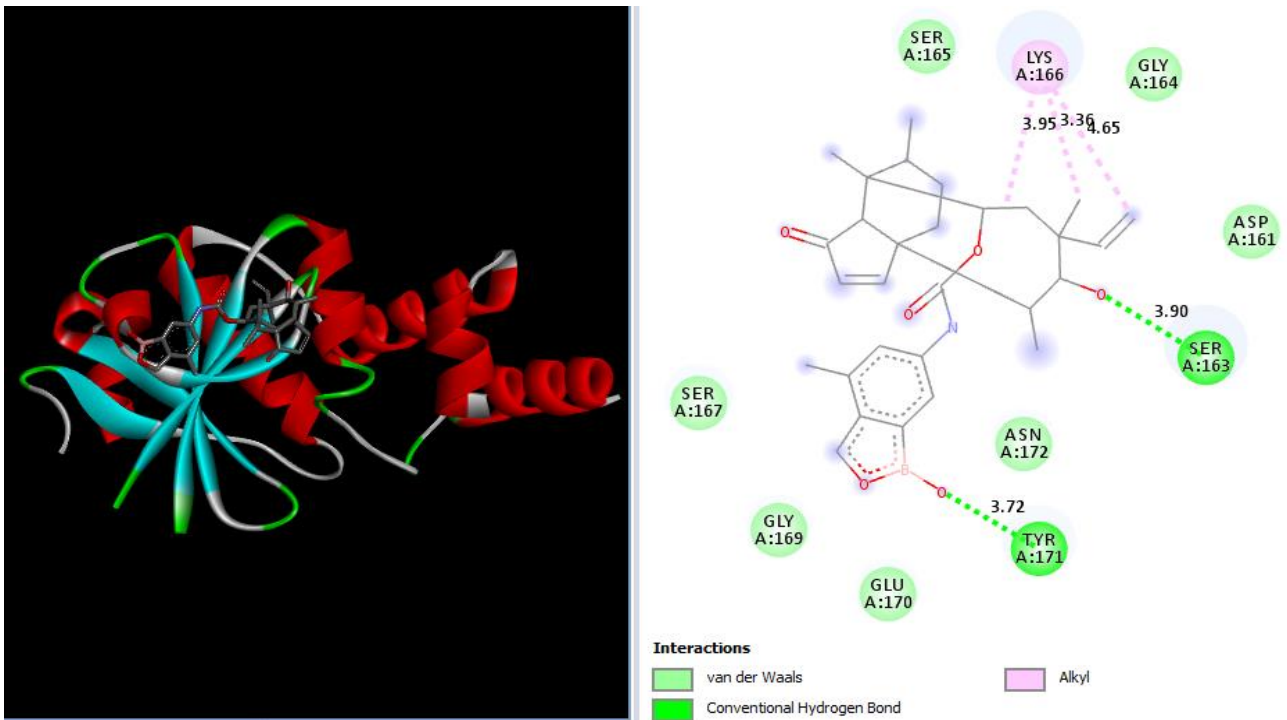 SER
A:165
LYS
A:166
GLY
A:164
3.95
3.36
4.65
ASP
A:161
O
O
O
O
3.90
SER
A:163
N
SER
A:167
ASN
A:172
B
O
O
3.72
GLY
A:169
TYR
A:171
GLU
A:170
Interactions
van der Waals
Alkyl
Conventional Hydrogen Bond